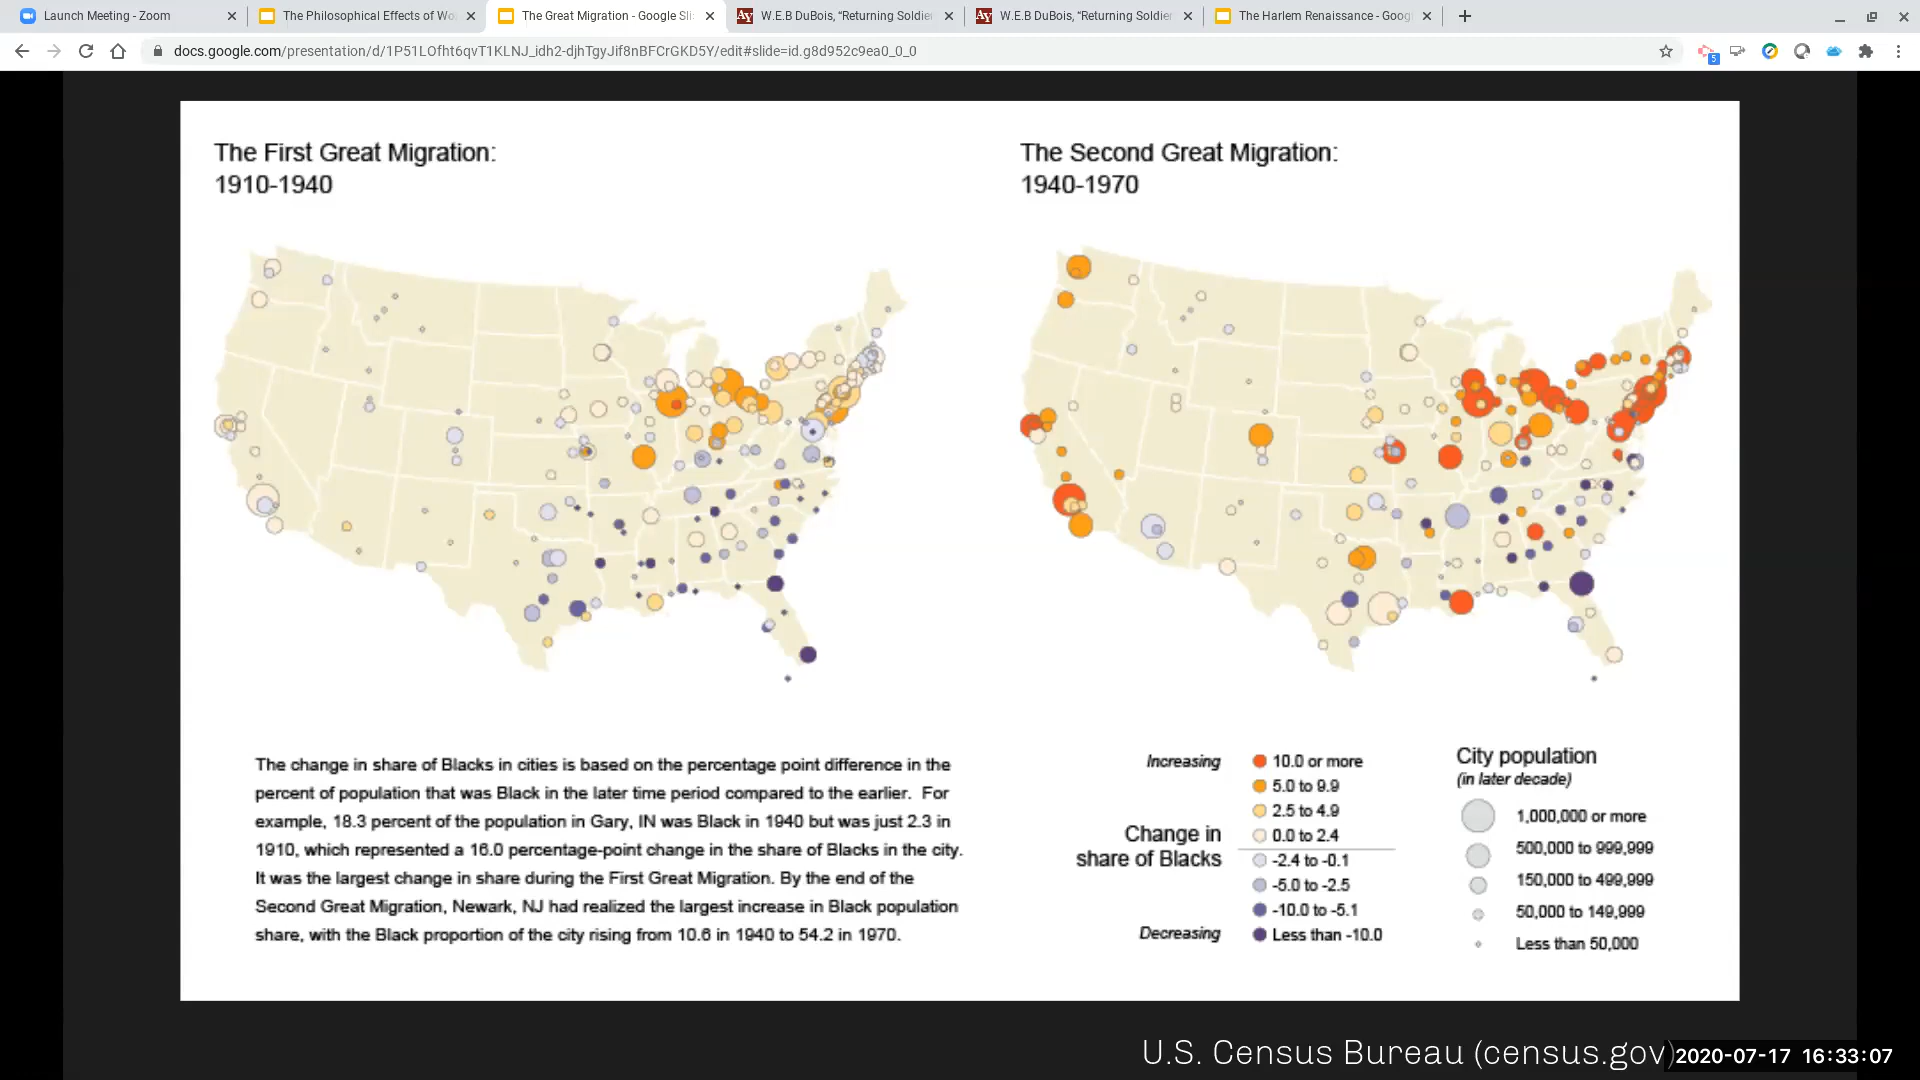 Launch Meeting - Zoom
The Philosophical Effects of Wo
The Great Migration - Google Sli
W.E.B DuBois, “Returning Soldier
W.E.B DuBois, “Returning Soldier
The Harlem Renaissance - Goog
docs.google.com/presentation/d/1P51LOfht6qvT1KLNJ_idh2-djhTgyJif8nBFCrGKD5Y/edit#slide=id.g8d952c9ea0_0_0
5
The First Great Migration:
1910-1940
The Second Great Migration:
1940-1970
The change in share of Blacks in cities is based on the percentage point difference in the
percent of population that was Black in the later time period compared to the earlier. For
example, 18.3 percent of the population in Gary, IN was Black in 1940 but was just 2.3 in
1910, which represented a 16.0 percentage-point change in the share of Blacks in the city.
It was the largest change in share during the First Great Migration. By the end of the
Second Great Migration, Newark, NJ had realized the largest increase in Black population
share, with the Black proportion of the city rising from 10.6 in 1940 to 54.2 in 1970.
Increasing
Change in
share of Blacks
Decreasing
10.0 or more
5.0 to 9.9
2.5 to 4.9
0.0 to 2.4
-2.4 to -0.1
-5.0 to -2.5
-10.0 to -5.1
Less than -10.0
City population
(in later decade)
1,000,000 or more
500,000 to 999,999
150,000 to 499,999
50,000 to 149,999
Less than 50,000
U.S. Census Bureau (census.gov)
2020-07-17 16:33:07